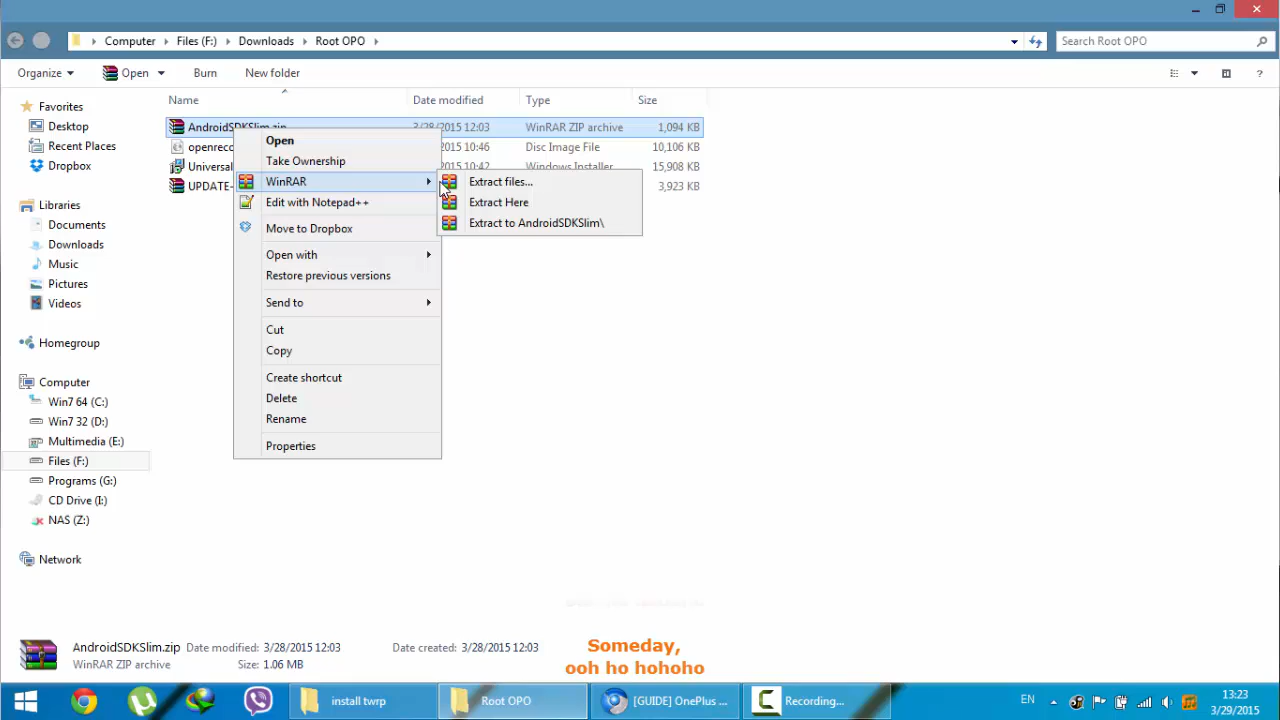 Computer Files (F:) Downloads Root OPO Search Root OPO
Organize Open Burn New folder ?
Name Date modified Type Size
Favorites
Desktop
Recent Places
Dropbox
Libraries
Documents
Downloads
Music
Pictures
Videos
Homegroup
Computer
Win7 64 (C:)
Win7 32 (D:)
Multimedia (E:)
Files (F:)
Programs (G:)
CD Drive (I:)
NAS (Z:)
Network
AndroidSDKSlim.zip 3/28/2015 12:03 WinRAR ZIP archive 1,094 KB
openreco 2015 10:46 Disc Image File 10,106 KB
Universal 2015 10:42 Windows Installer 15,908 KB
UPDATE- 3,923 KB
Open
Take Ownership
WinRAR
Edit with Notepad++
Move to Dropbox
Open with
Restore previous versions
Send to
Cut
Copy
Create shortcut
Delete
Rename
Properties
Extract files...
Extract Here
Extract to AndroidSDKSlim\
AndroidSDKSlim.zip Date modified: 3/28/2015 12:03 Date created: 3/28/2015 12:03
WinRAR ZIP archive Size: 1.06 MB
Someday,
ooh ho hohoho
install twrp Root OPO [GUIDE] OnePlus ... Recording... EN 13:23
3/29/2015